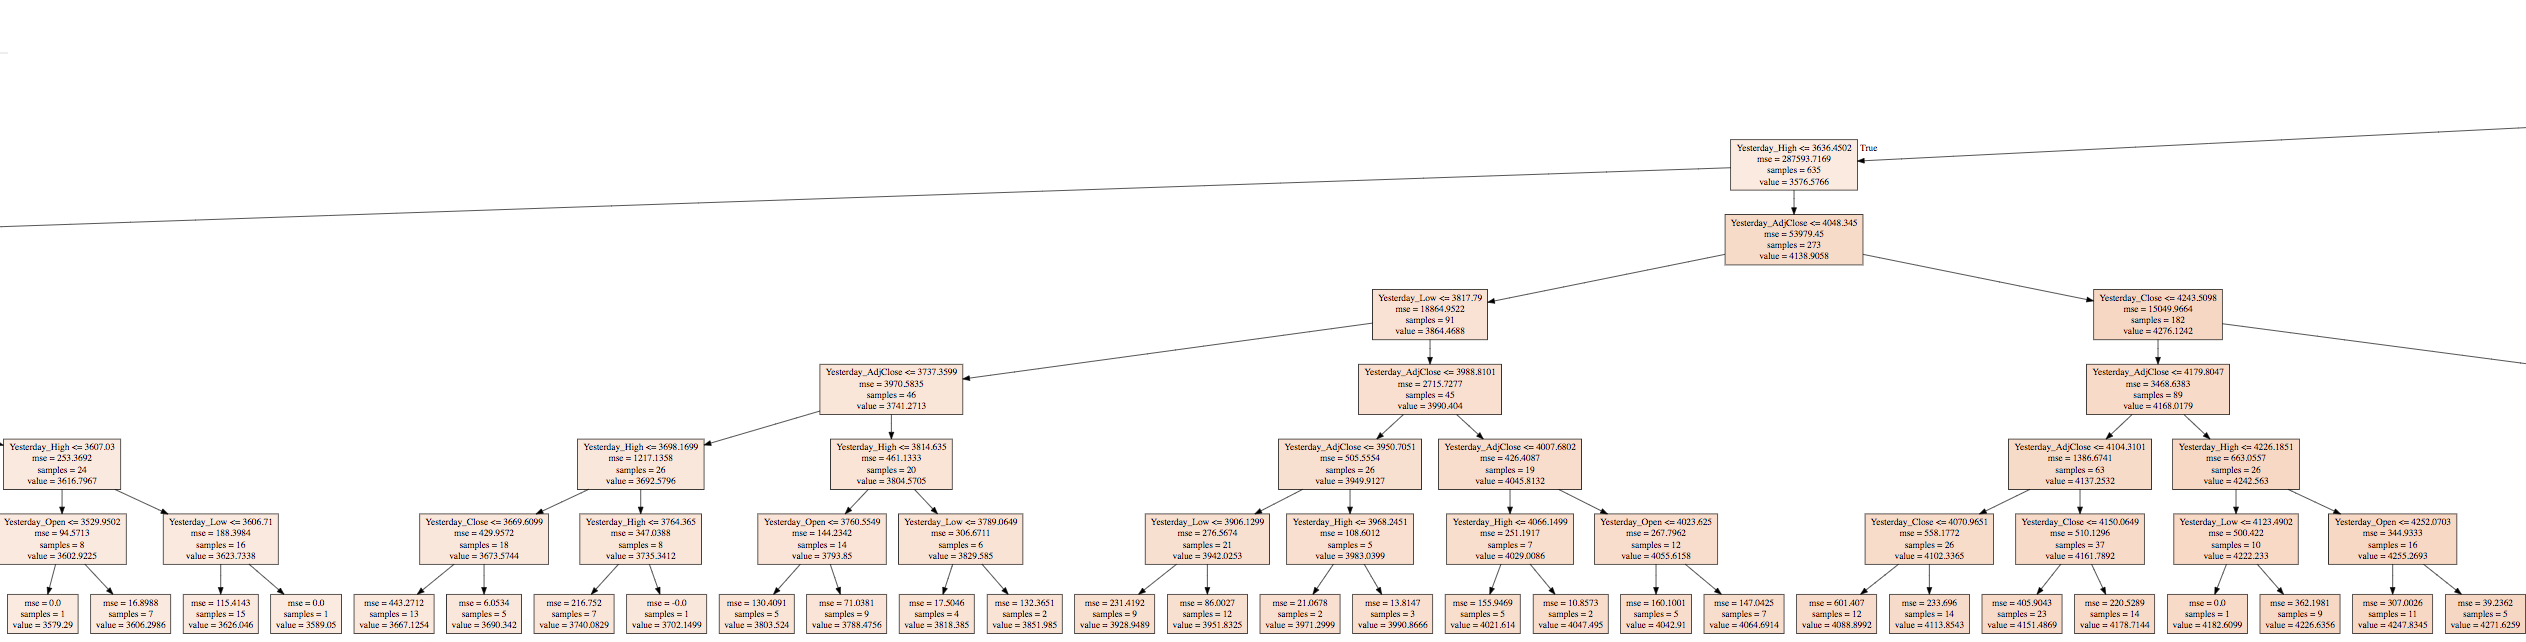 Yesterday_High <= 3636.4502
mse = 287593.7169
samples = 635
value = 3576.5766
True
Yesterday_AdjClose <= 4048.345
mse = 53979.45
samples = 273
value = 4138.9058
Yesterday_Low <= 3817.79
mse = 18864.9522
samples = 91
value = 3864.4688
Yesterday_Close <= 4243.5098
mse = 15049.9664
samples = 182
value = 4276.1242
Yesterday_AdjClose <= 3737.3599
mse = 3970.5835
samples = 46
value = 3741.2713
Yesterday_AdjClose <= 3988.8101
mse = 2715.7277
samples = 45
value = 3990.404
Yesterday_AdjClose <= 4179.8047
mse = 3468.6383
samples = 89
value = 4168.0179
Yesterday_High <= 3607.03
mse = 253.3692
samples = 24
value = 3616.7967
Yesterday_High <= 3698.1699
mse = 1217.1358
samples = 26
value = 3692.5796
Yesterday_High <= 3814.635
mse = 461.1333
samples = 20
value = 3804.5705
Yesterday_AdjClose <= 3950.7051
mse = 505.5554
samples = 26
value = 3949.9127
Yesterday_AdjClose <= 4007.6802
mse = 426.4087
samples = 19
value = 4045.8132
Yesterday_AdjClose <= 4104.3101
mse = 1386.6741
samples = 63
value = 4137.2532
Yesterday_High <= 4226.1851
mse = 663.0557
samples = 26
value = 4242.563
Yesterday_Open <= 3529.9502
mse = 94.5713
samples = 8
value = 3602.9225
Yesterday_Low <= 3606.71
mse = 188.3984
samples = 16
value = 3623.7338
Yesterday_Close <= 3669.6099
mse = 429.9572
samples = 18
value = 3673.5744
Yesterday_High <= 3764.365
mse = 347.0388
samples = 8
value = 3735.3412
Yesterday_Open <= 3760.5549
mse = 144.2342
samples = 14
value = 3793.85
Yesterday_Low <= 3789.0649
mse = 306.6711
samples = 6
value = 3829.585
Yesterday_Low <= 3906.1299
mse = 276.5674
samples = 21
value = 3942.0253
Yesterday_High <= 3968.2451
mse = 108.6012
samples = 5
value = 3983.0399
Yesterday_High <= 4066.1499
mse = 251.1917
samples = 7
value = 4029.0086
Yesterday_Open <= 4023.625
mse = 267.7962
samples = 12
value = 4055.6158
Yesterday_Close <= 4070.9651
mse = 558.1772
samples = 26
value = 4102.3365
Yesterday_Close <= 4150.0649
mse = 510.1296
samples = 37
value = 4161.7892
Yesterday_Low <= 4123.4902
mse = 500.422
samples = 10
value = 4222.233
Yesterday_Open <= 4252.0703
mse = 344.9333
samples = 16
value = 4255.2693
mse = 0.0
samples = 1
value = 3579.29
mse = 16.8988
samples = 7
value = 3606.2986
mse = 115.4143
samples = 15
value = 3626.046
mse = 0.0
samples = 1
value = 3589.05
mse = 443.2712
samples = 13
value = 3667.1254
mse = 6.0534
samples = 5
value = 3690.342
mse = 216.752
samples = 7
value = 3740.0829
mse = -0.0
samples = 1
value = 3702.1499
mse = 130.4091
samples = 5
value = 3803.524
mse = 71.0381
samples = 9
value = 3788.4756
mse = 17.5046
samples = 4
value = 3818.385
mse = 132.3651
samples = 2
value = 3851.985
mse = 231.4192
samples = 9
value = 3928.9489
mse = 86.0027
samples = 12
value = 3951.8325
mse = 21.0678
samples = 2
value = 3971.2999
mse = 13.8147
samples = 3
value = 3990.8666
mse = 155.9469
samples = 5
value = 4021.614
mse = 10.8573
samples = 2
value = 4047.495
mse = 160.1001
samples = 5
value = 4042.91
mse = 147.0425
samples = 7
value = 4064.6914
mse = 601.407
samples = 12
value = 4088.8992
mse = 233.696
samples = 14
value = 4113.8543
mse = 405.9043
samples = 23
value = 4151.4869
mse = 220.5289
samples = 14
value = 4178.7144
mse = 0.0
samples = 1
value = 4182.6099
mse = 362.1981
samples = 9
value = 4226.6356
mse = 307.0026
samples = 11
value = 4247.8345
mse = 39.2362
samples = 5
value = 4271.6259